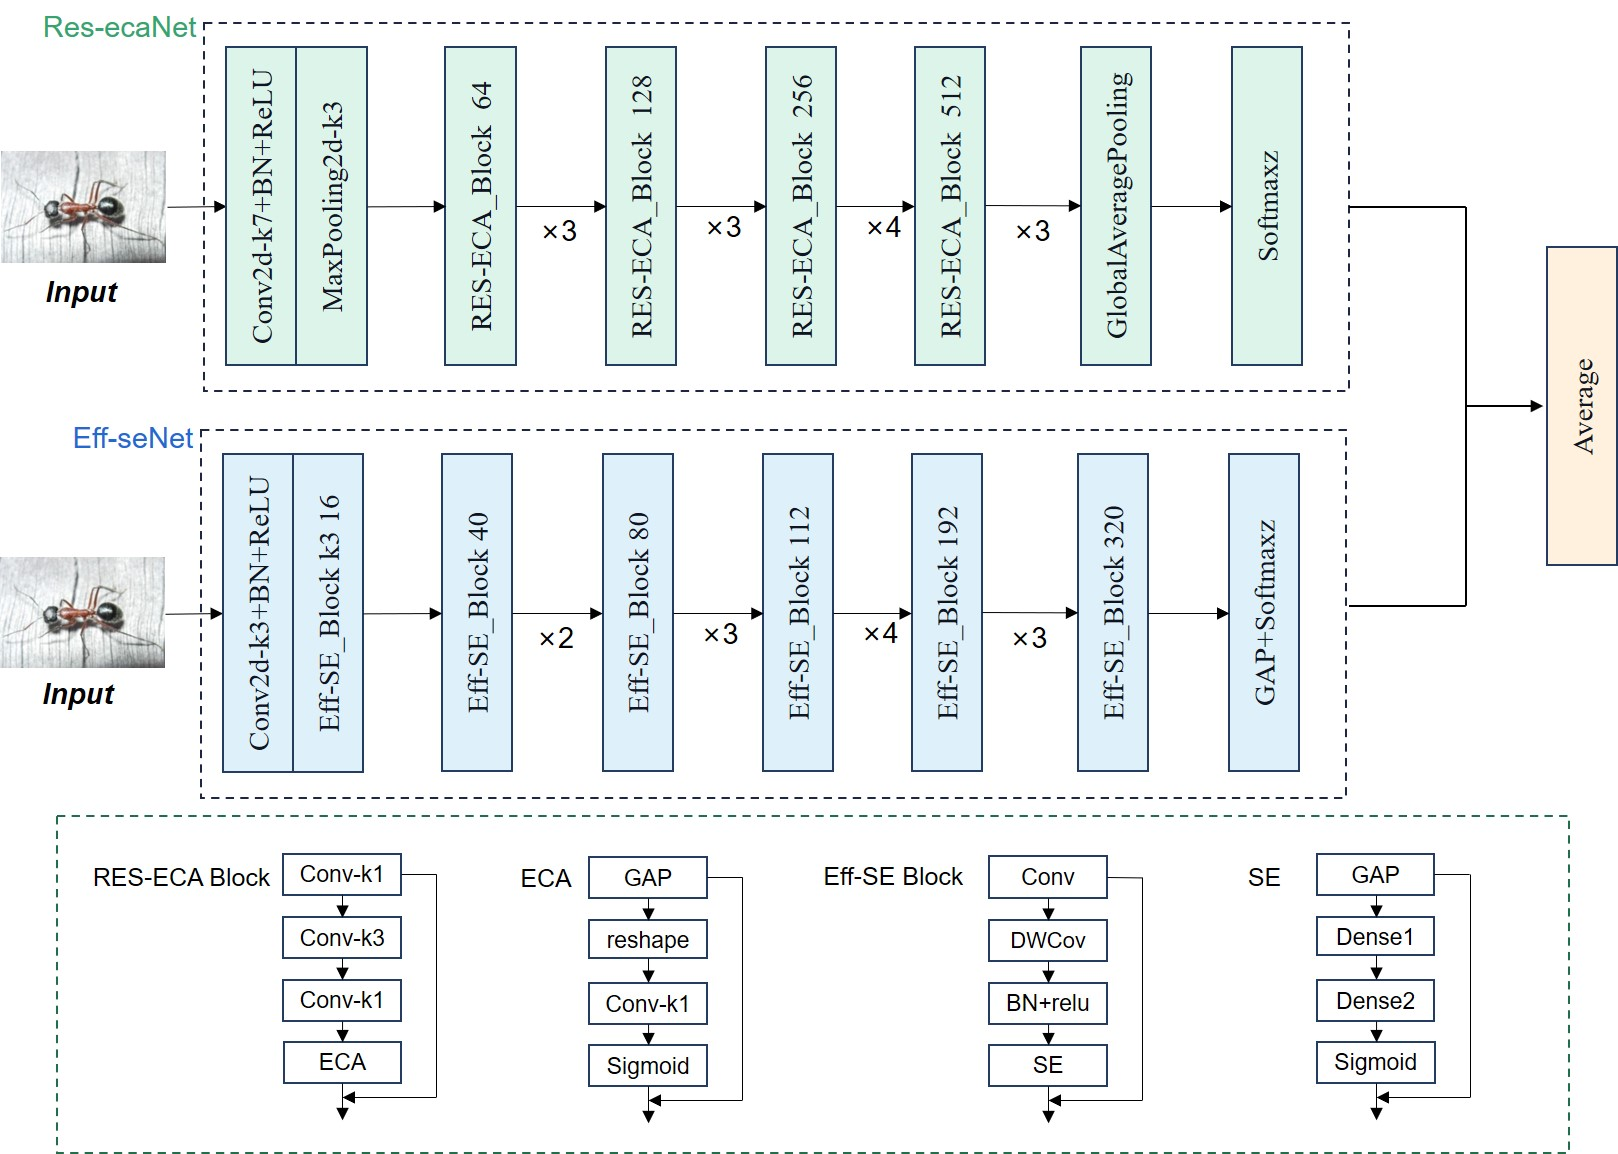 Res-ecaNet
Input
Conv2d-k7+BN+ReLU
MaxPooling2d-k3
RES-ECA_Block 64
×3
RES-ECA_Block 128
×3
RES-ECA_Block 256
×4
RES-ECA_Block 512
×3
GlobalAveragePooling
Softmaxz
Average
Eff-seNet
Input
Conv2d-k3+BN+ReLU
Eff-SE_Block k3 16
Eff-SE_Block 40
×2
Eff-SE_Block 80
×3
Eff-SE_Block 112
×4
Eff-SE_Block 192
×3
Eff-SE_Block 320
GAP+Softmaxz
RES-ECA Block
Conv-k1
Conv-k3
Conv-k1
ECA
ECA
GAP
reshape
Conv-k1
Sigmoid
Eff-SE Block
Conv
DWCov
BN+relu
SE
SE
GAP
Dense1
Dense2
Sigmoid